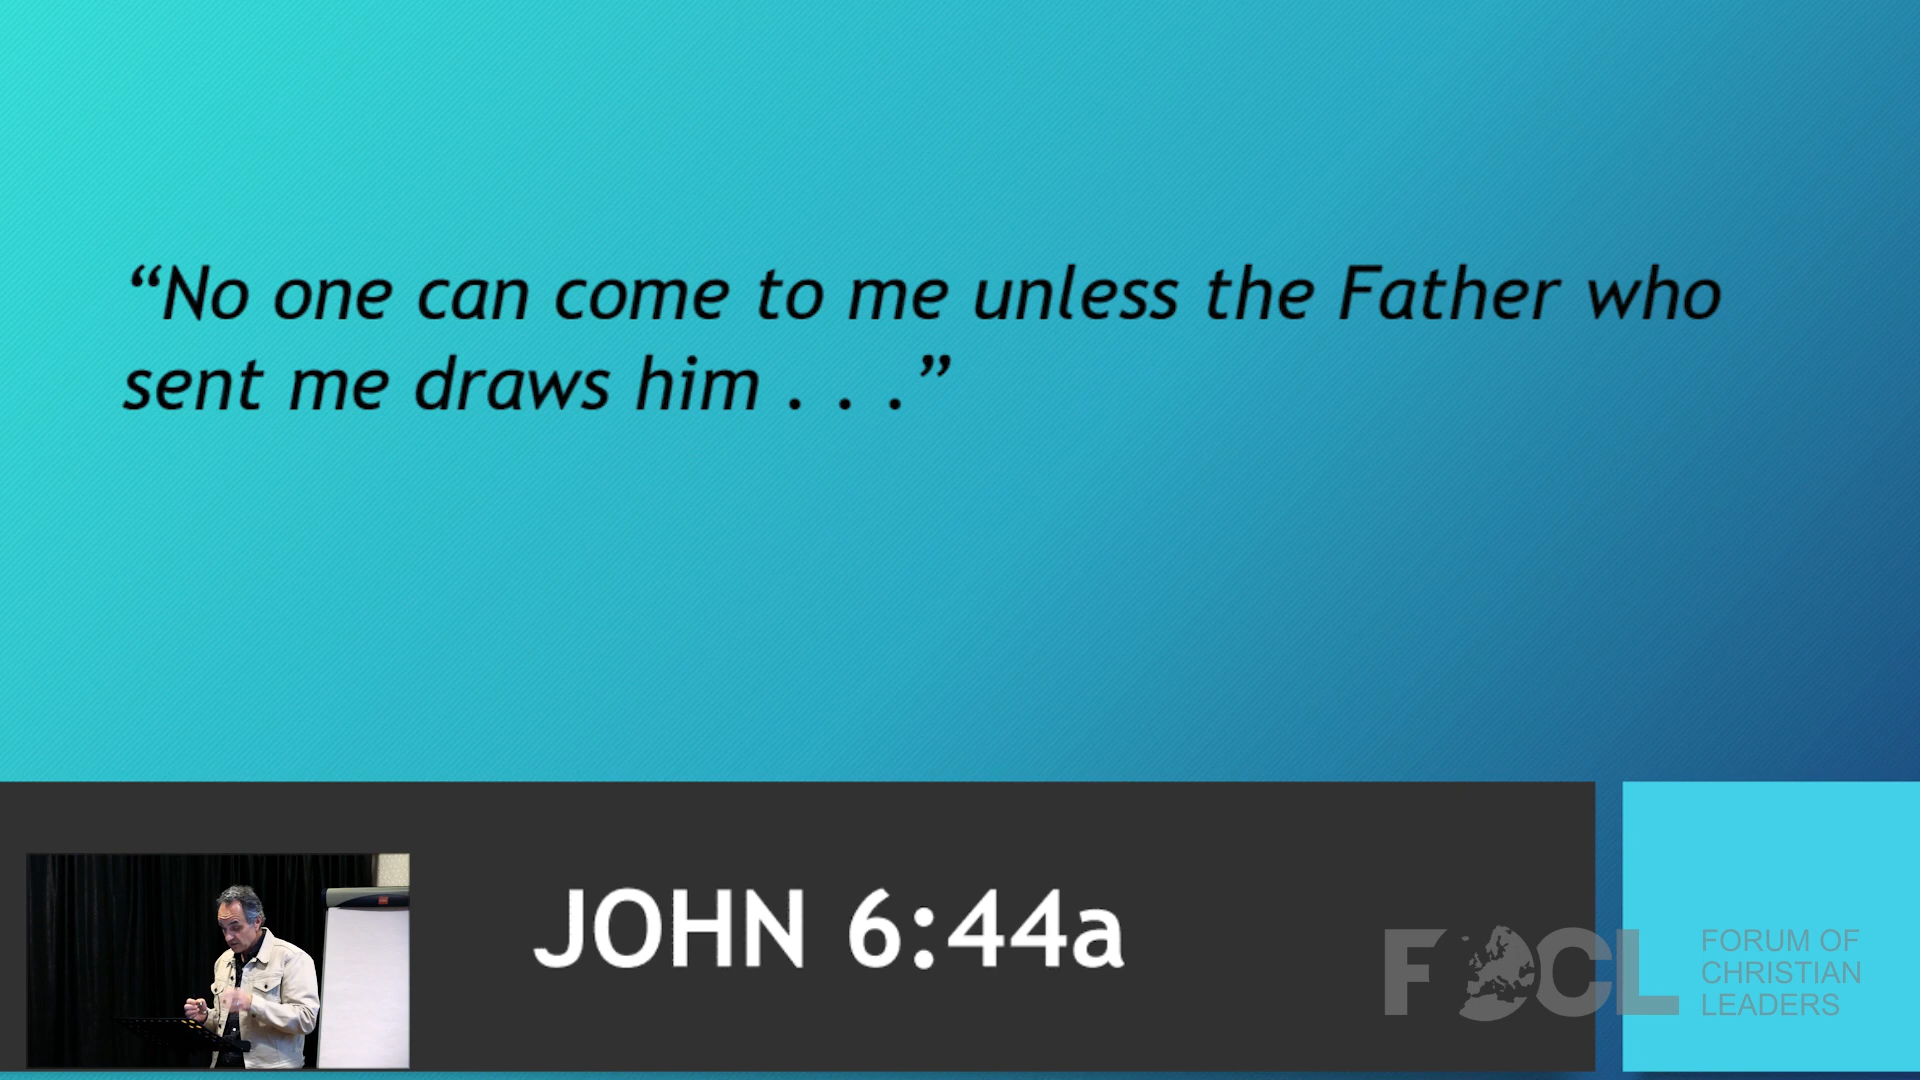 “No one can come to me unless the Father who
sent me draws him . . .”
JOHN 6:44a
FOCL
FORUM OF
CHRISTIAN
LEADERS